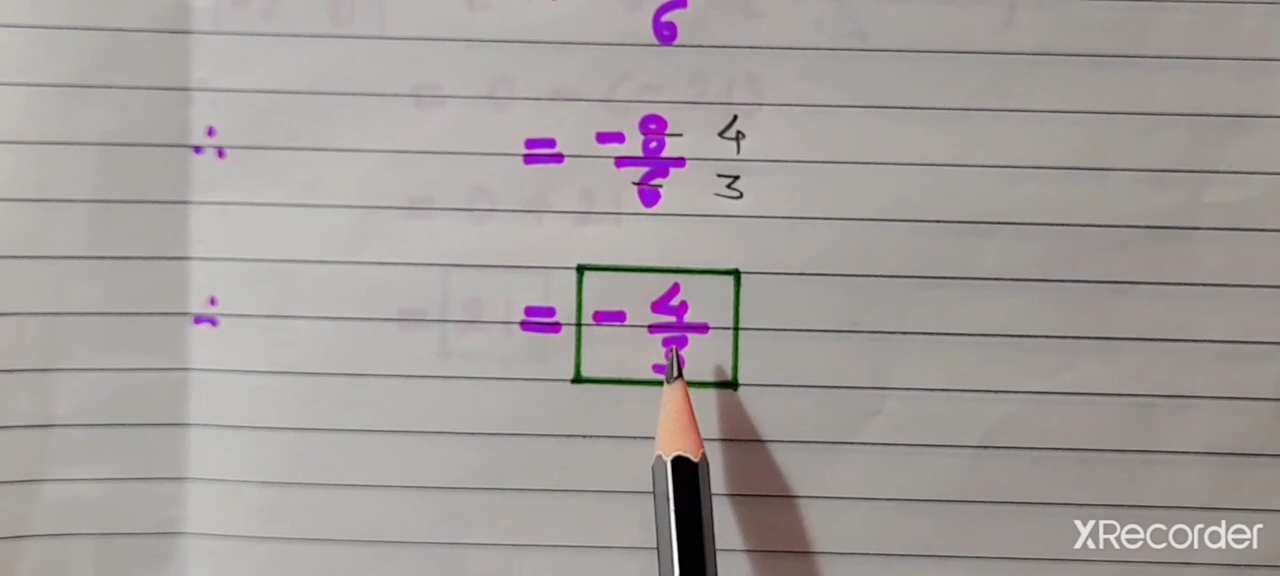 6
∴ = - 8/6 4/3
∴ = - 4/3
XRecorder